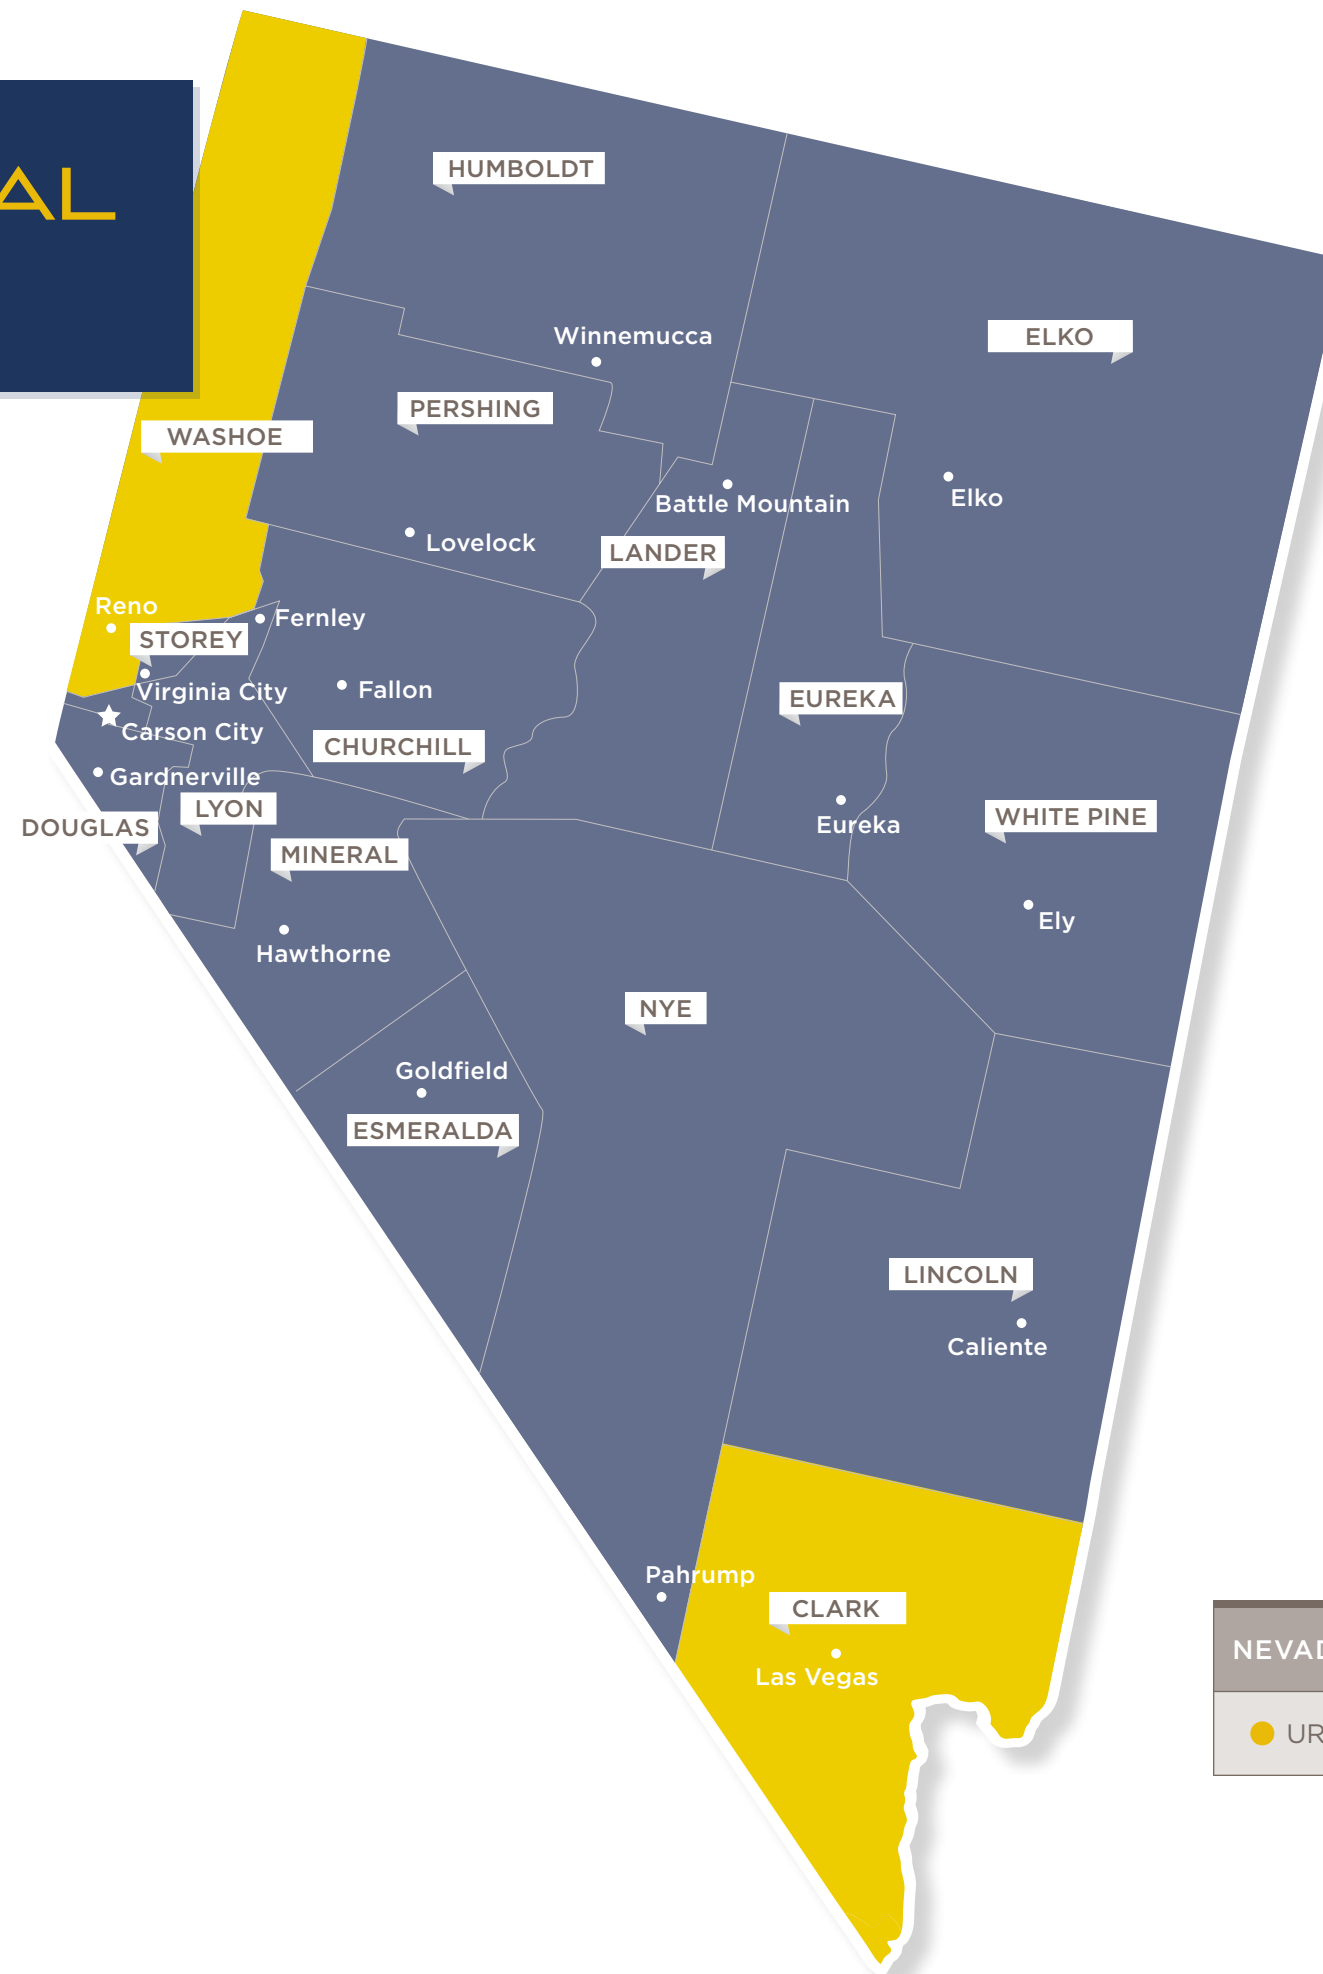 AL
HUMBOLDT
Winnemucca
ELKO
PERSHING
WASHOE
Battle Mountain
Elko
Lovelock
LANDER
Reno
Fernley
STOREY
Virginia City
Fallon
EUREKA
Carson City
CHURCHILL
Gardnerville
LYON
DOUGLAS
Eureka
WHITE PINE
MINERAL
Ely
Hawthorne
NYE
Goldfield
ESMERALDA
LINCOLN
Caliente
Pahrump
CLARK
Las Vegas
NEVAD
UR